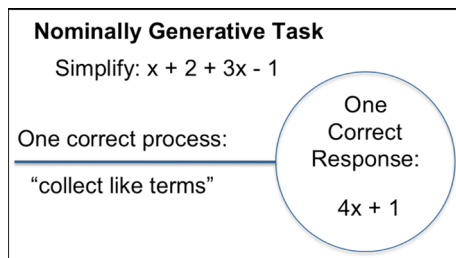 Nominally Generative Task
Simplify: x + 2 + 3x - 1
One correct process:
“collect like terms”
One
Correct
Response:
4x + 1